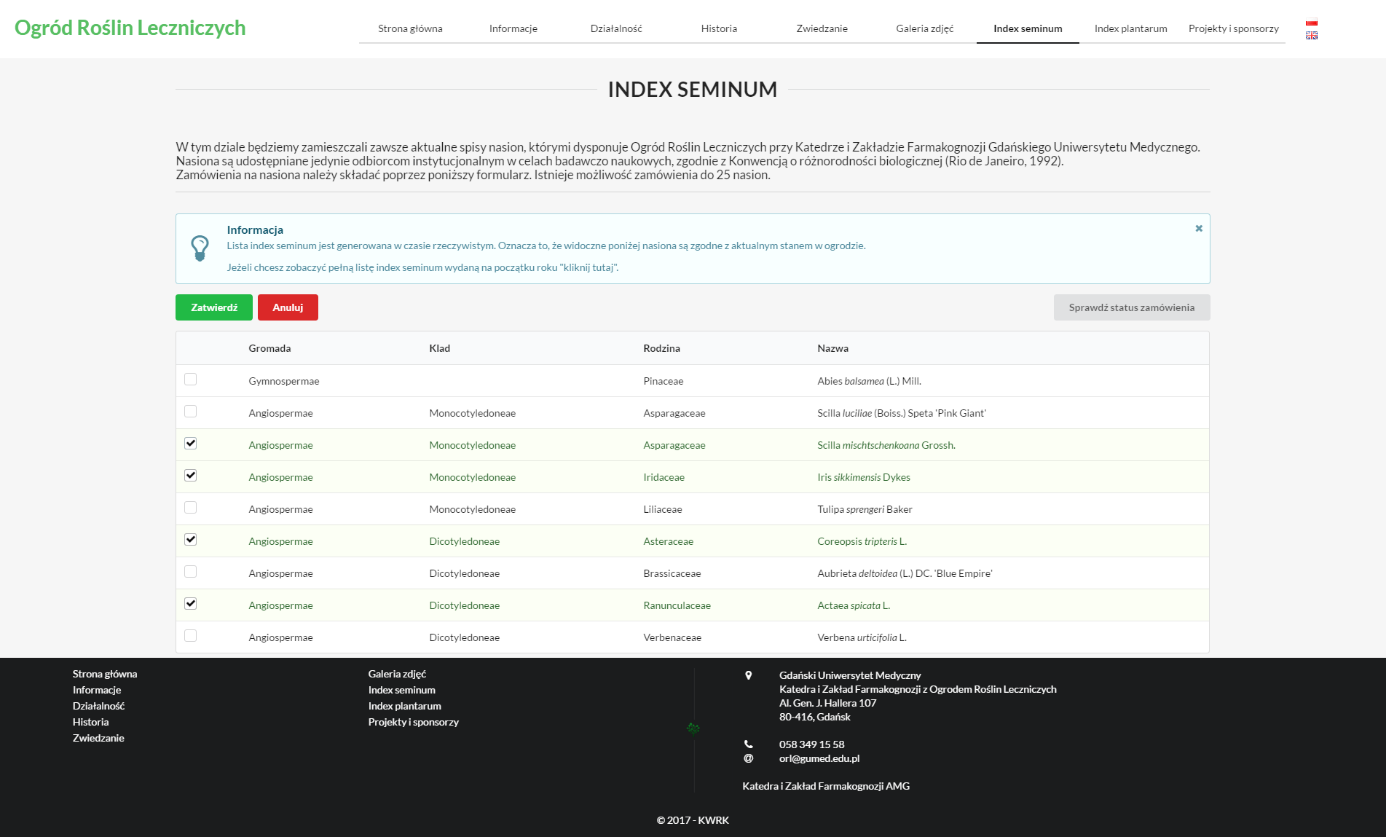 Ogród Roślin Leczniczych
Strona główna
Informacje
Działalność
Historia
Zwiedzanie
Galeria zdjęć
Index seminum
Index plantarum
Projekty i sponsorzy
INDEX SEMINUM
W tym dziale będziemy zamieszczali zawsze aktualne spisy nasion, którymi dysponuje Ogród Roślin Leczniczych przy Katedrze i Zakładzie Farmakognozji Gdańskiego Uniwersytetu Medycznego.
Nasiona są udostępniane jedynie odbiorcom instytucjonalnym w celach badawczo naukowych, zgodnie z Konwencją o różnorodności biologicznej (Rio de Janeiro, 1992).
Zamówienia na nasiona należy składać poprzez poniższy formularz. Istnieje możliwość zamówienia do 25 nasion.
Informacja
Lista index seminum jest generowana w czasie rzeczywistym. Oznacza to, że widoczne poniżej nasiona są zgodne z aktualnym stanem w ogrodzie.
Jeżeli chcesz zobaczyć pełną listę index seminum wydaną na początku roku "kliknij tutaj".
Zatwierdź
Anuluj
Sprawdź status zamówienia
Gromada Klad Rodzina Nazwa
Gymnospermae Pinaceae Abies balsamea (L.) Mill.
Angiospermae Monocotyledoneae Asparagaceae Scilla luciliae (Boiss.) Speta 'Pink Giant'
Angiospermae Monocotyledoneae Asparagaceae Scilla mischtschenkoana Grossh.
Angiospermae Monocotyledoneae Iridaceae Iris sikkimensis Dykes
Angiospermae Monocotyledoneae Liliaceae Tulipa sprengeri Baker
Angiospermae Dicotyledoneae Asteraceae Coreopsis tripteris L.
Angiospermae Dicotyledoneae Brassicaceae Aubrieta deltoidea (L.) DC. 'Blue Empire'
Angiospermae Dicotyledoneae Ranunculaceae Actaea spicata L.
Angiospermae Dicotyledoneae Verbenaceae Verbena urticifolia L.
Strona główna
Informacje
Działalność
Historia
Zwiedzanie
Galeria zdjęć
Index seminum
Index plantarum
Projekty i sponsorzy
Gdański Uniwersytet Medyczny
Katedra i Zakład Farmakognozji z Ogrodem Roślin Leczniczych
Al. Gen. J. Hallera 107
80-416, Gdańsk
058 349 15 58
orl@gumed.edu.pl
Katedra i Zakład Farmakognozji AMG
© 2017 - KWRK